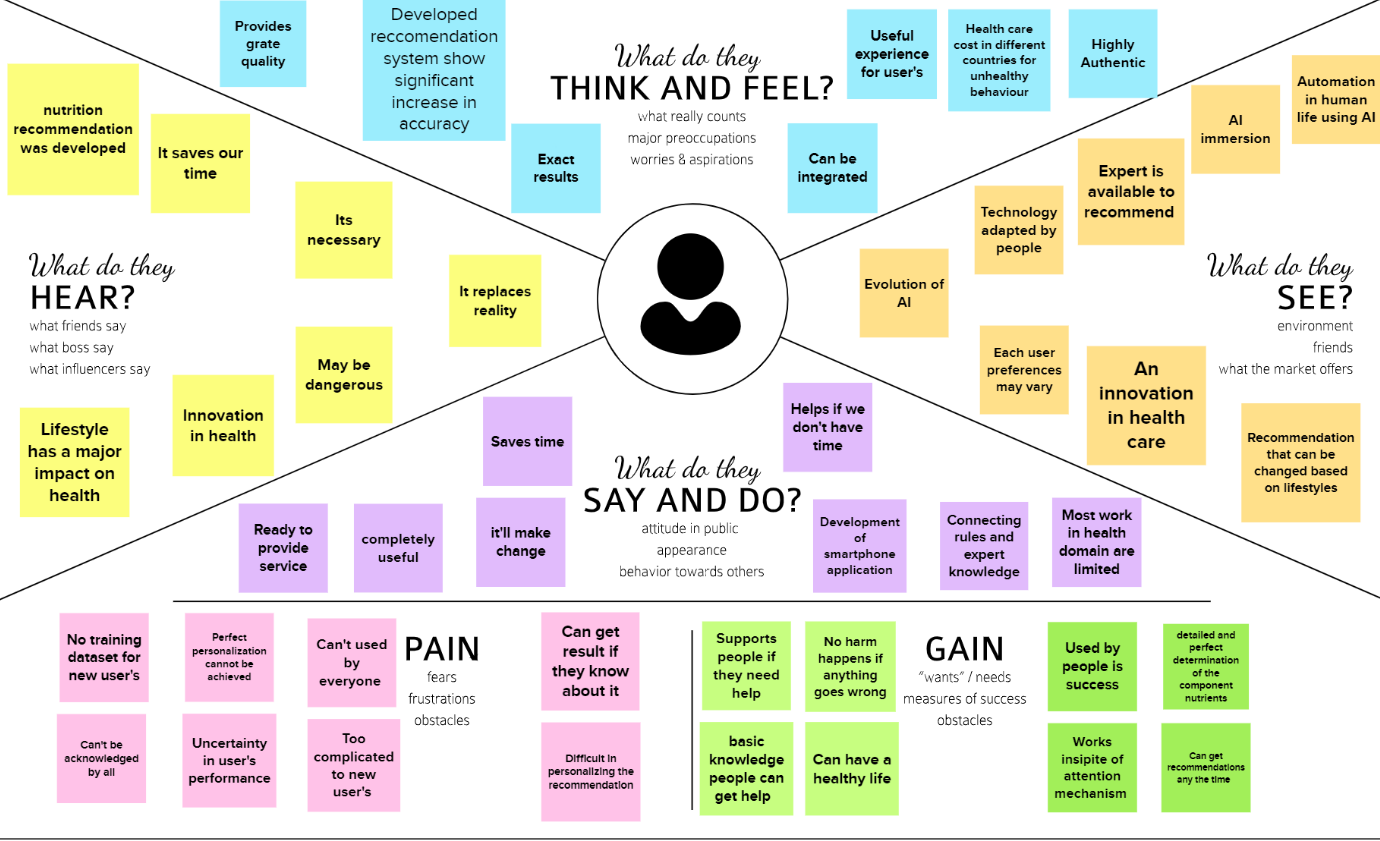 What do they
THINK AND FEEL?
what really counts
major preoccupations
worries & aspirations
Provides
grate
quality
Developed
reccomendation
system show
significant
increase in
accuracy
Exact
results
Useful
experience
for user's
Health care
cost in different
countries for
unhealthy
behaviour
Highly
Authentic
Can be
integrated
What do they
HEAR?
what friends say
what boss say
what influencers say
nutrition
recommendation
was developed
It saves our
time
Its
necessary
It replaces
reality
May be
dangerous
Innovation
in health
Lifestyle
has a major
impact on
health
What do they
SEE?
environment
friends
what the market offers
Automation
in human
life using AI
AI
immersion
Expert is
available to
recommend
Technology
adapted by
people
Evolution of
AI
Each user
preferences
may vary
An
innovation
in health
care
Recommendation
that can be
changed based
on lifestyles
What do they
SAY AND DO?
attitude in public
appearance
behavior towards others
Saves time
Helps if we
don't have
time
Ready to
provide
service
completely
useful
it'll make
change
Development
of
smartphone
application
Connecting
rules and
expert
knowledge
Most work
in health
domain are
limited
PAIN
fears
frustrations
obstacles
No training
dataset for
new user's
Perfect
personalization
cannot be
achieved
Can't used
by
everyone
Can get
result if
they know
about it
Can't be
acknowledged
by all
Uncertainty
in user's
performance
Too
complicated
to new
user's
Difficult in
personalizing the
recommendation
GAIN
"wants" / needs
measures of success
obstacles
Supports
people if
they need
help
No harm
happens if
anything
goes wrong
Used by
people is
success
detailed and
perfect
determination
of the
component
nutrients
basic
knowledge
people can
get help
Can have a
healthy life
Works
insipite of
attention
mechanism
Can get
recommendations
any the time